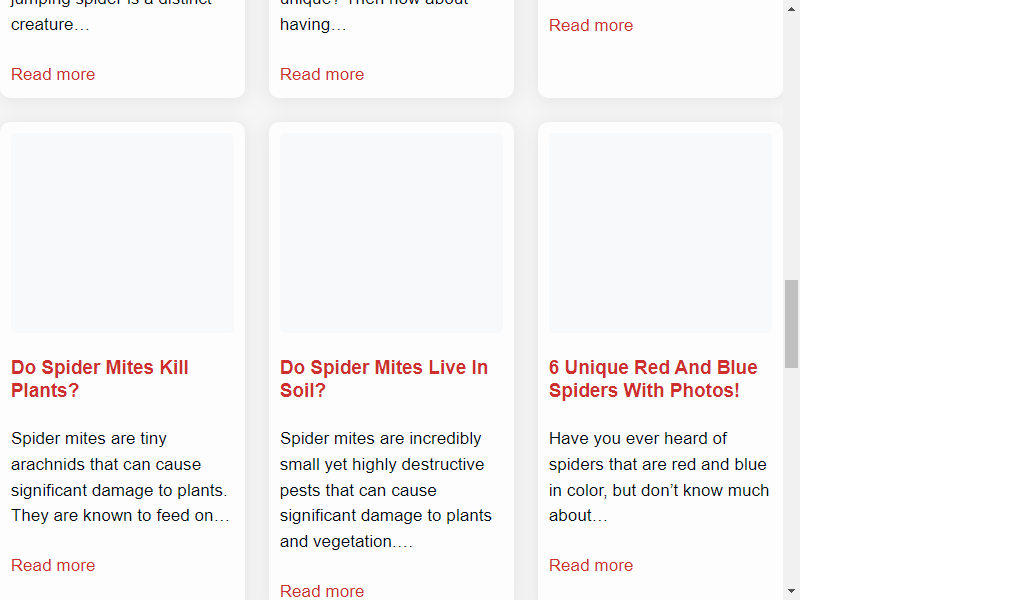 jumping spider is a distinct
creature…
Read more
unique? Then how about
having…
Read more
Read more
Do Spider Mites Kill
Plants?
Spider mites are tiny
arachnids that can cause
significant damage to plants.
They are known to feed on…
Read more
Do Spider Mites Live In
Soil?
Spider mites are incredibly
small yet highly destructive
pests that can cause
significant damage to plants
and vegetation.…
Read more
6 Unique Red And Blue
Spiders With Photos!
Have you ever heard of
spiders that are red and blue
in color, but don’t know much
about…
Read more